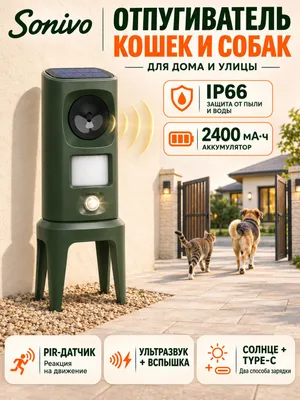 Sonivo
ОТПУГИВАТЕЛЬ
КОШЕК И СОБАК
ДЛЯ ДОМА И УЛИЦЫ
IP66
ЗАЩИТА ОТ ПЫЛИ
И ВОДЫ
2400 мА·ч
АККУМУЛЯТОР
PIR-ДАТЧИК
Реакция
на движение
УЛЬТРАЗВУК
+ ВСПЫШКА
СОЛНЦЕ +
TYPE-C
Два способа зарядки